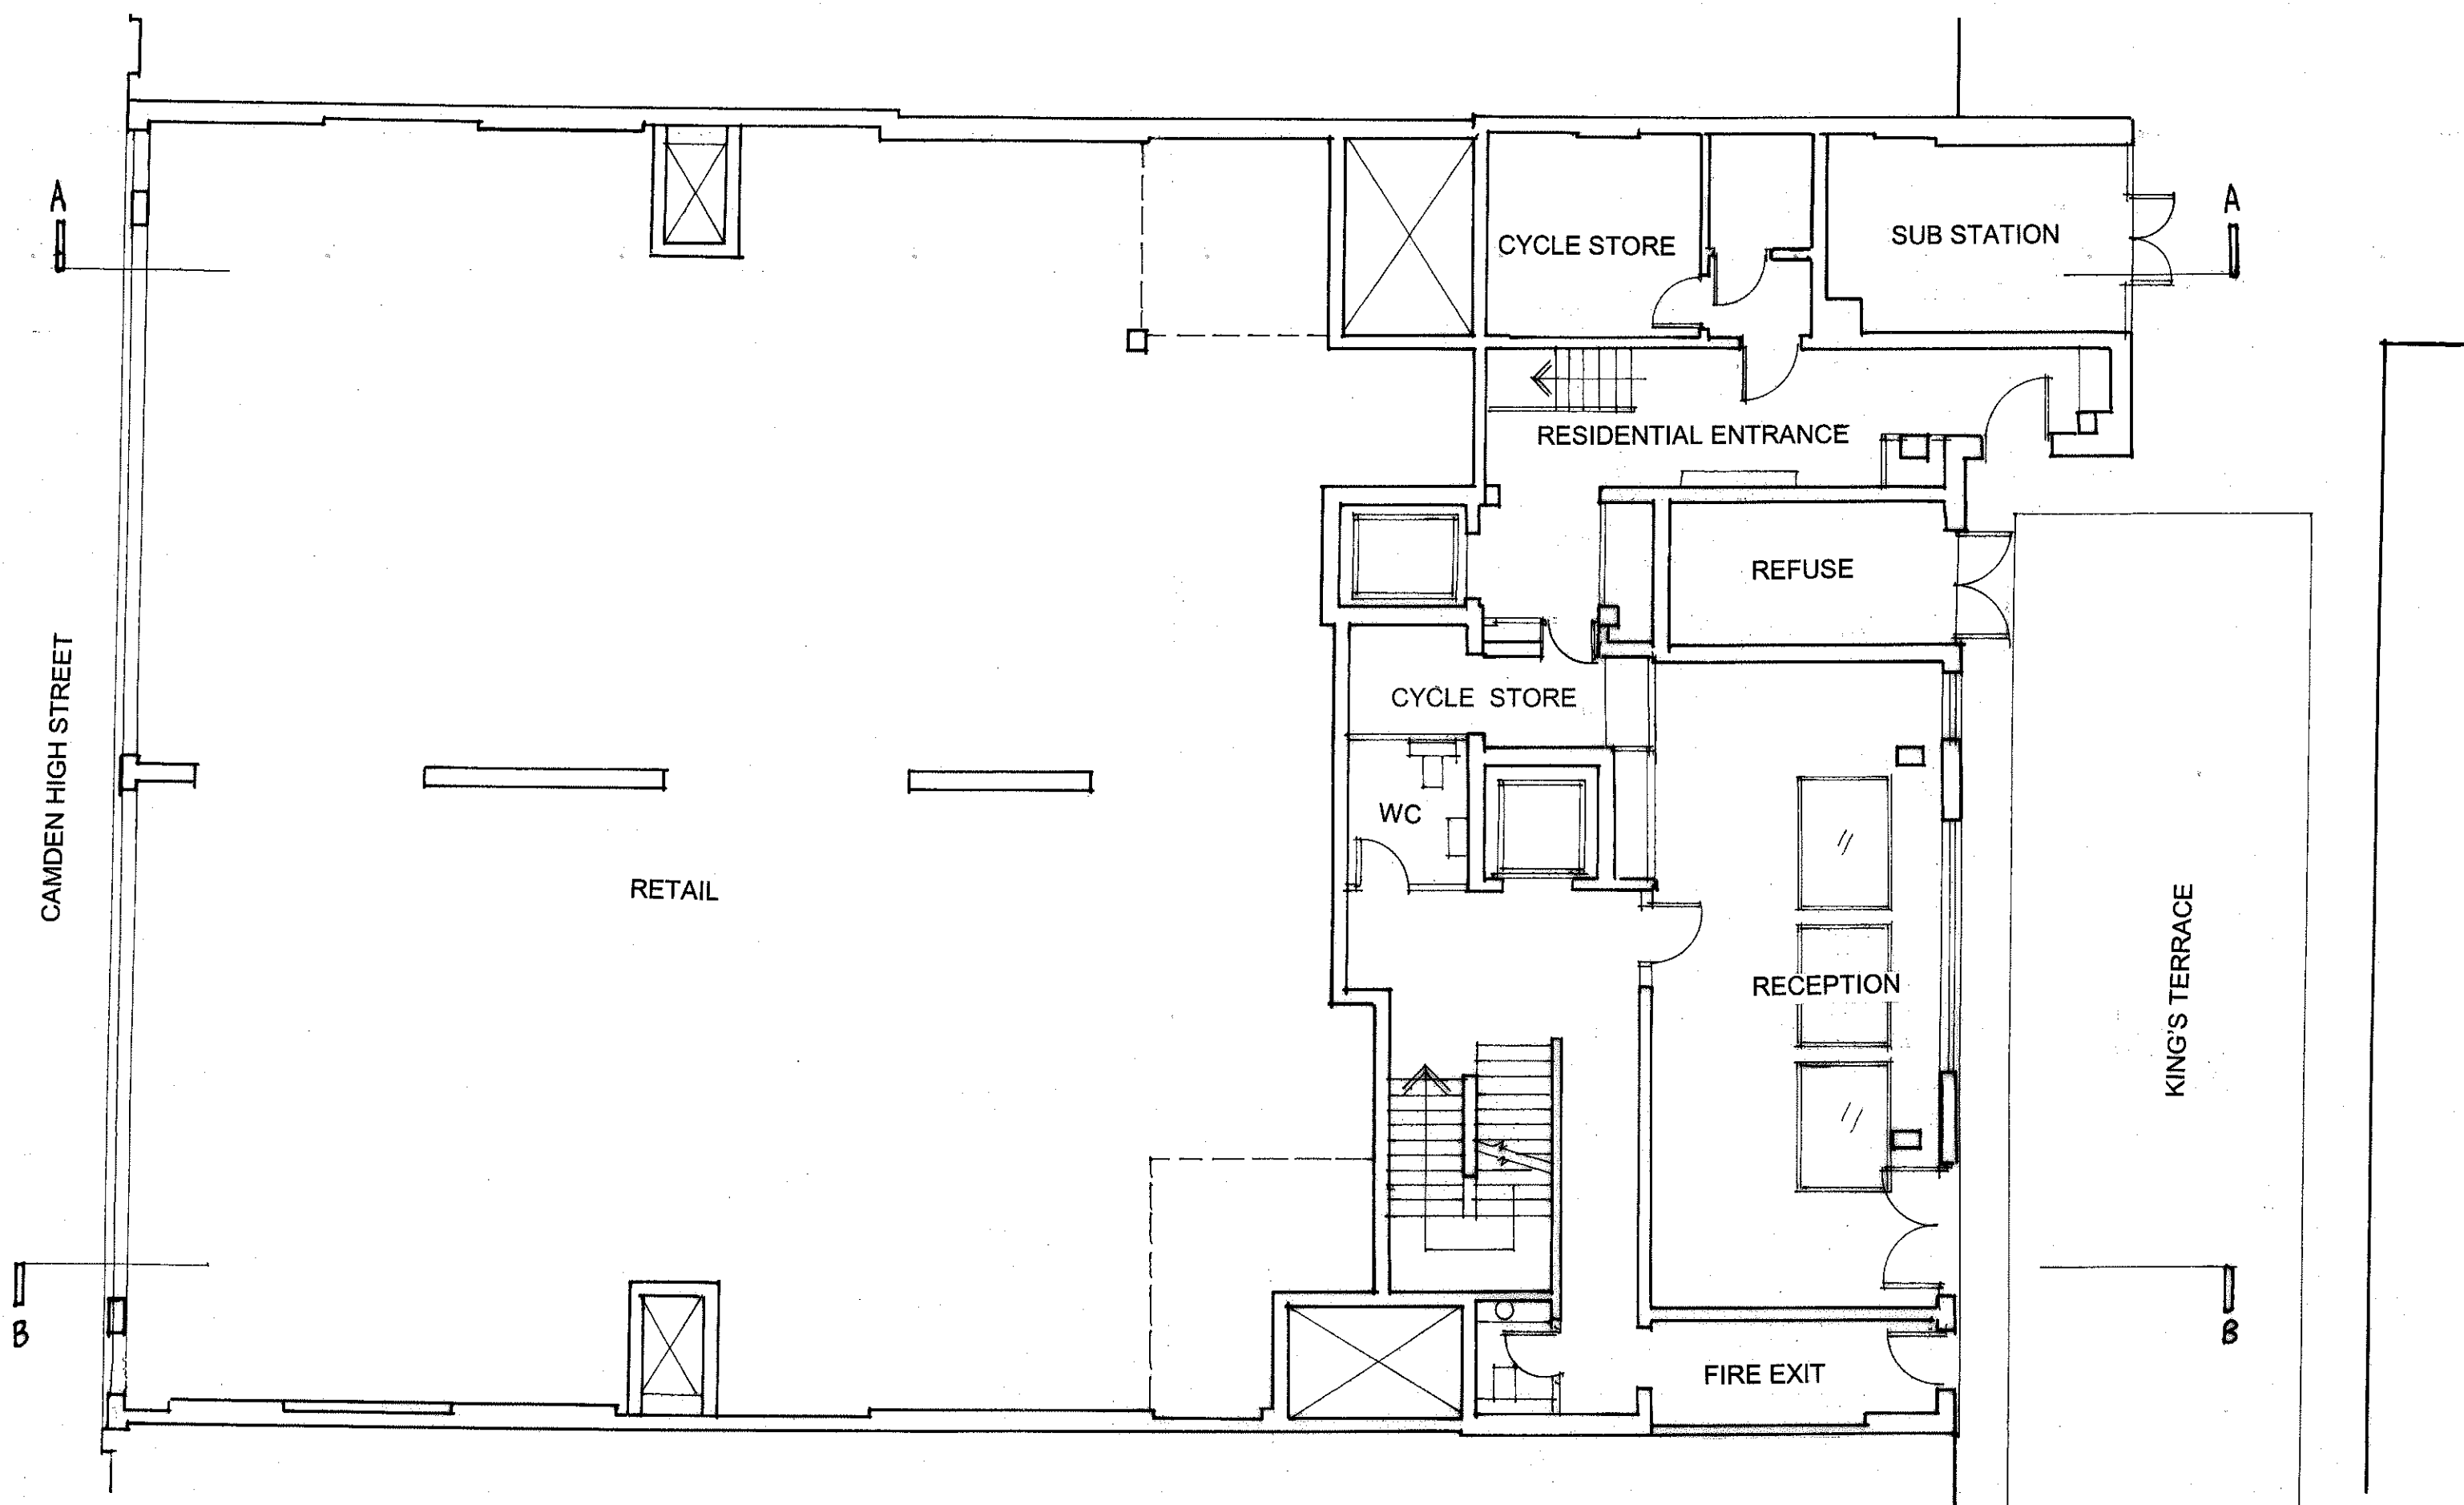 A
A
CYCLE STORE
SUB STATION
RESIDENTIAL ENTRANCE
REFUSE
CAMDEN HIGH STREET
CYCLE STORE
WC
RETAIL
RECEPTION
KING'S TERRACE
B
B
FIRE EXIT